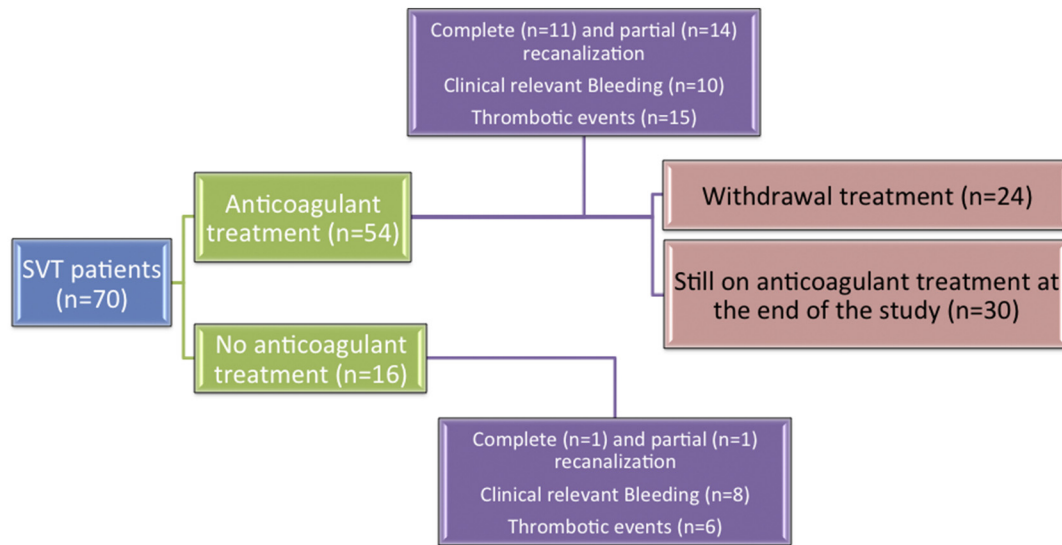 Complete (n=11) and partial (n=14)
recanalization
Clinical relevant Bleeding (n=10)
Thrombotic events (n=15)
Anticoagulant
treatment (n=54)
Withdrawal treatment (n=24)
SVT patients
(n=70)
Still on anticoagulant treatment at
the end of the study (n=30)
No anticoagulant
treatment (n=16)
Complete (n=1) and partial (n=1)
recanalization
Clinical relevant Bleeding (n=8)
Thrombotic events (n=6)